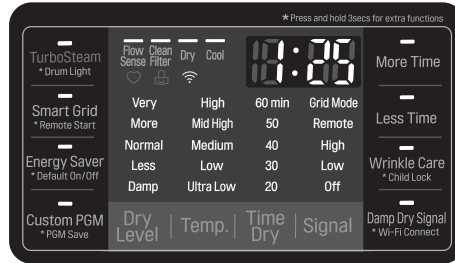 * Press and hold 3secs for extra functions
TurboSteam
* Drum Light
Smart Grid
* Remote Start
Energy Saver
* Default On/Off
Custom PGM
* PGM Save
Flow Sense
Clean Filter
Dry
Cool
1:25
Very High 60 min Grid Mode
More Mid High 50 Remote
Normal Medium 40 High
Less Low 30 Low
Damp Ultra Low 20 Off
Dry Level
Temp.
Time Dry
Signal
More Time
Less Time
Wrinkle Care
* Child Lock
Damp Dry Signal
* Wi-Fi Connect